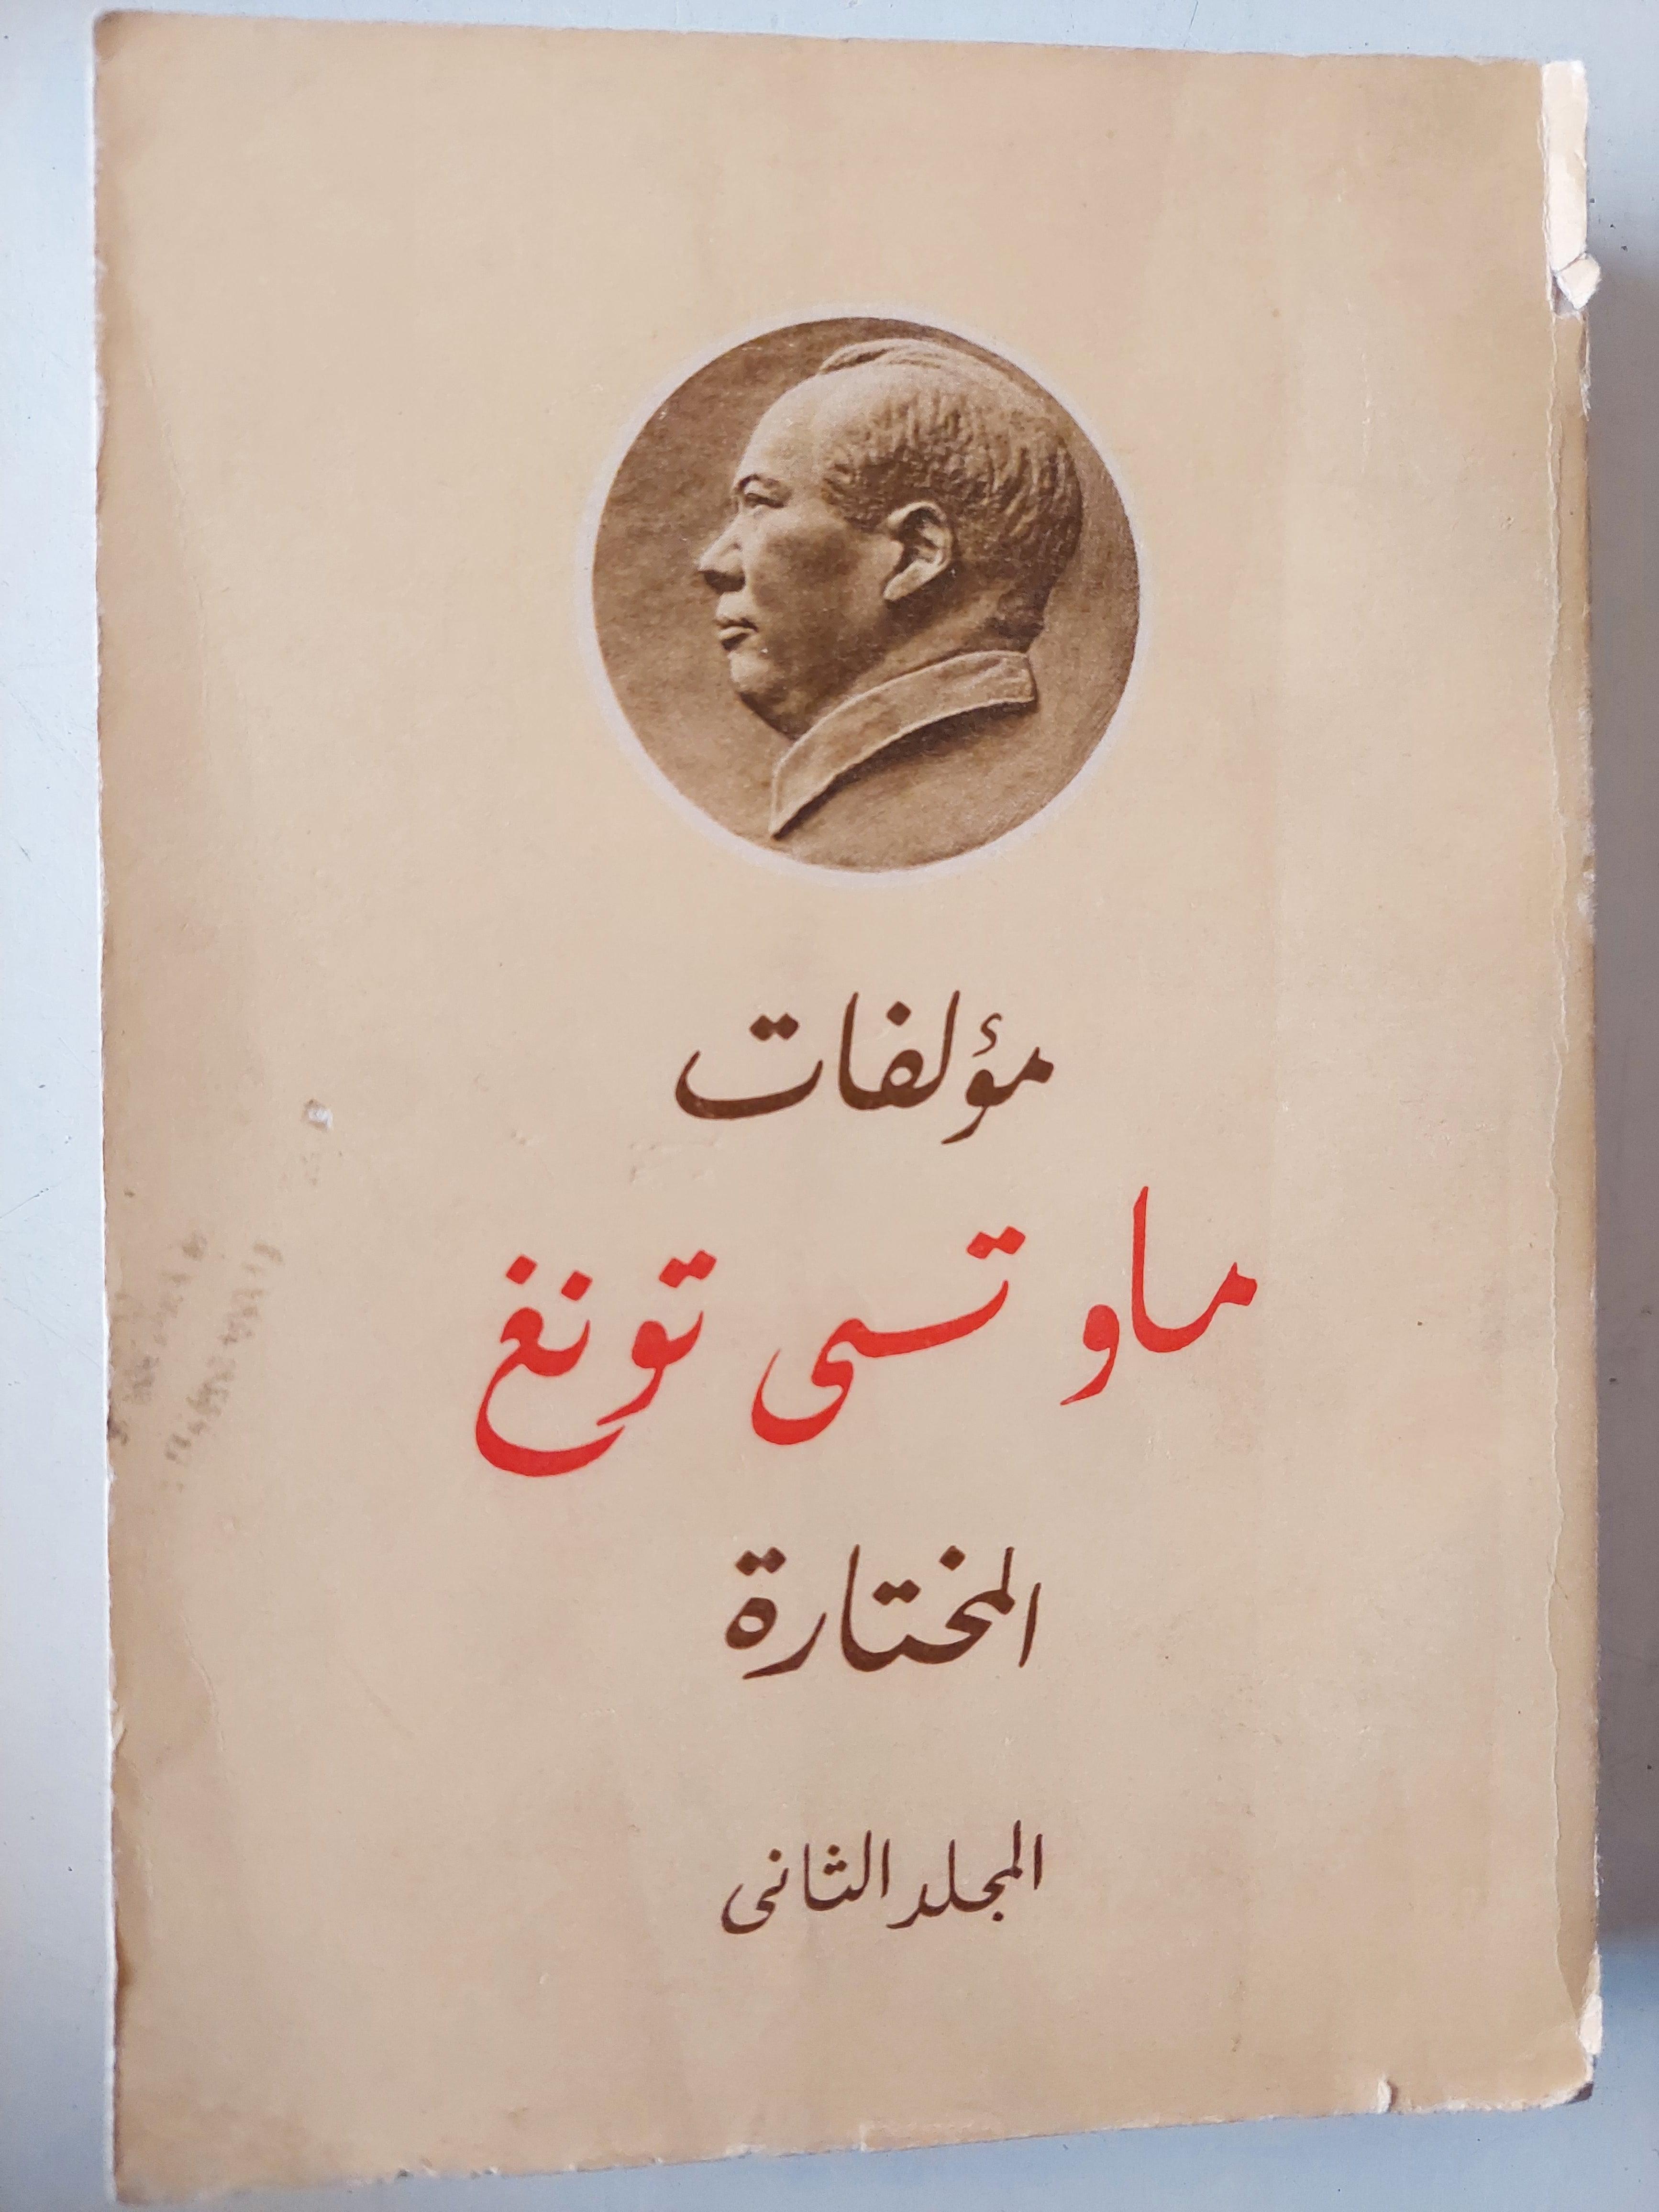 مؤلفات
ماو تسى تونغ
المختارة
المجلد الثانى